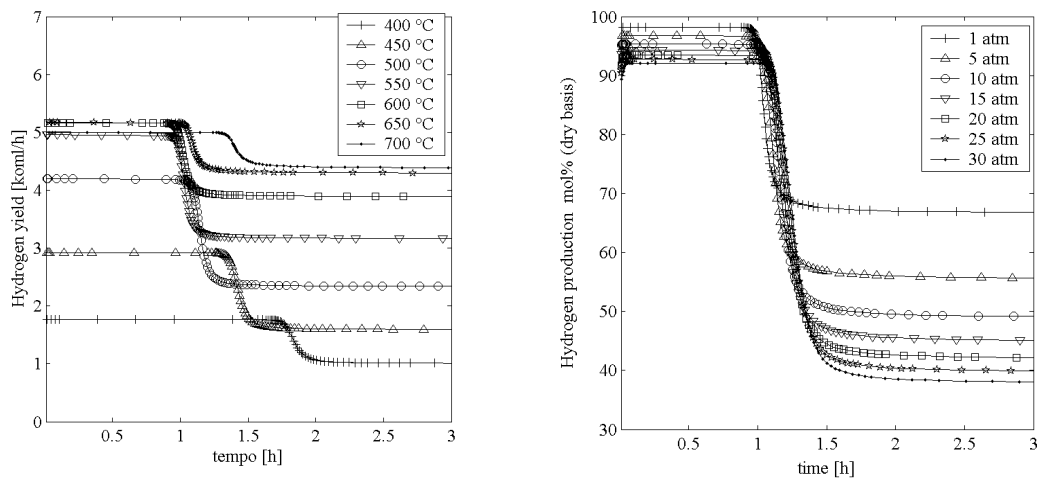 7
6
5
4
3
2
1
0
Hydrogen yield [koml/h]
0.5
1
1.5
2
2.5
3
tempo [h]
400 °C
450 °C
500 °C
550 °C
600 °C
650 °C
700 °C
100
90
80
70
60
50
40
30
Hydrogen production mol% (dry basis)
0.5
1
1.5
2
2.5
3
time [h]
1 atm
5 atm
10 atm
15 atm
20 atm
25 atm
30 atm